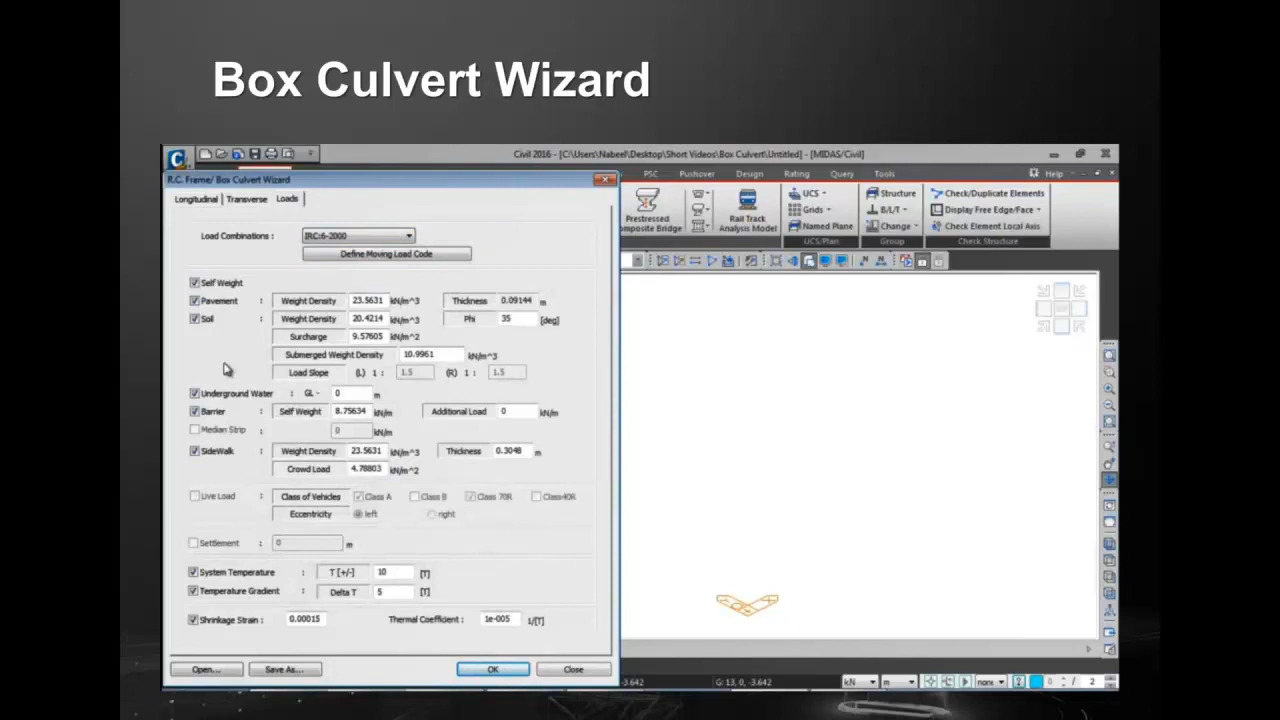 Box Culvert Wizard
Civil 2016 - [C:\Users\Nabeel\Desktop\Short Videos\Box Culvert\Untitled] - [MIDAS/Civil]
R.C. Frame/ Box Culvert Wizard
PSC Pushover Design Rating Query Tools Help
Longitudinal Transverse Loads
Prestressed Composite Bridge
Rail Track Analysis Model
UCS
Grids
Named Plane
UCS/Plan
Structure
B/L/T
Change
Group
Check/Duplicate Elements
Display Free Edge/Face
Check Element Local Axis
Check Structure
Load Combinations : IRC:6-2000
Define Moving Load Code
Self Weight
Pavement : Weight Density 23.5631 kN/m^3 Thickness 0.09144 m
Soil : Weight Density 20.4214 kN/m^3 Phi 35 [deg]
Surcharge 9.57605 kN/m^2
Submerged Weight Density 10.9961 kN/m^3
Load Slope (L) 1 : 1.5 (R) 1 : 1.5
Underground Water : GL - 0 m
Barrier : Self Weight 8.75634 kN/m Additional Load 0 kN/m
Median Strip : 0 kN/m
SideWalk : Weight Density 23.5631 kN/m^3 Thickness 0.3048 m
Crowd Load 4.78803 kN/m^2
Live Load : Class of Vehicles Class A Class B Class 70R Class40R
Eccentricity left right
Settlement : 0 m
System Temperature : T [+/-] 10 [T]
Temperature Gradient : Delta T 5 [T]
Shrinkage Strain : 0.00015 Thermal Coefficient : 1e-005 1/[T]
Open... Save As... OK Close
-3.642 G: 13, 0, -3.642 kN m 0 / 2